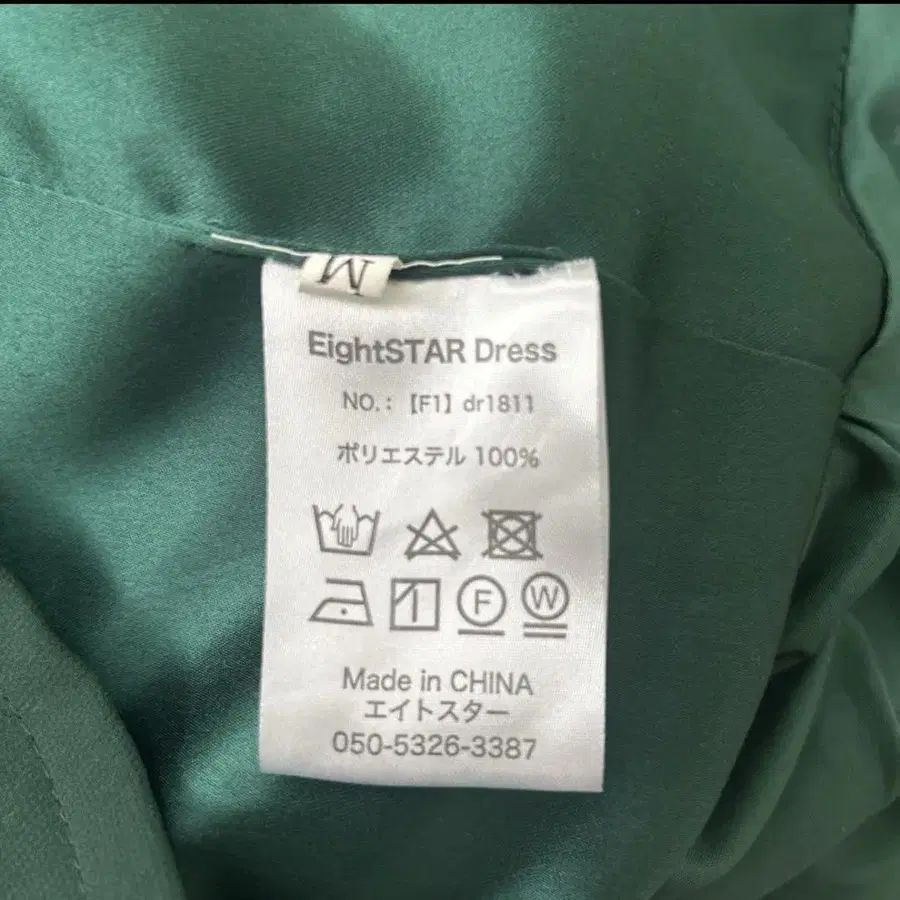 M
EightSTAR Dress
NO.:【F1】dr1811
ポリエステル 100%
F W
Made in CHINA
エイトスター
050-5326-3387